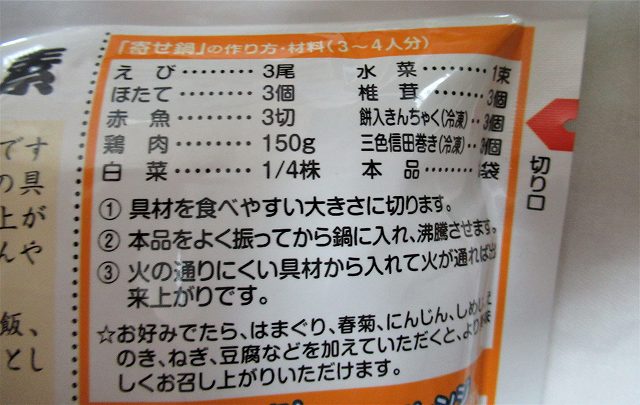 「寄せ鍋」の作り方・材料(3〜4人分)
えび・・・・・・・・3尾
ほたて・・・・・・・3個
赤魚・・・・・・・・3切
鶏肉・・・・・・・150g
白菜・・・・・・・1/4株
水菜・・・・・・・1束
椎茸・・・・・・・3個
餅入きんちゃく(冷凍)・・3個
三色信田巻き(冷凍)・・3個
本品・・・・・・・袋
①具材を食べやすい大きさに切ります。
②本品をよく振ってから鍋に入れ、沸騰させます。
③火の通りにくい具材から入れて火が通れば出
来上がりです。
☆お好みでたら、はまぐり、春菊、にんじん、しめじ、え
のき、ねぎ、豆腐などを加えていただくと、より美味
しくお召し上がりいただけます。
切り口
素
です
の具
上が
んや
飯、
とし